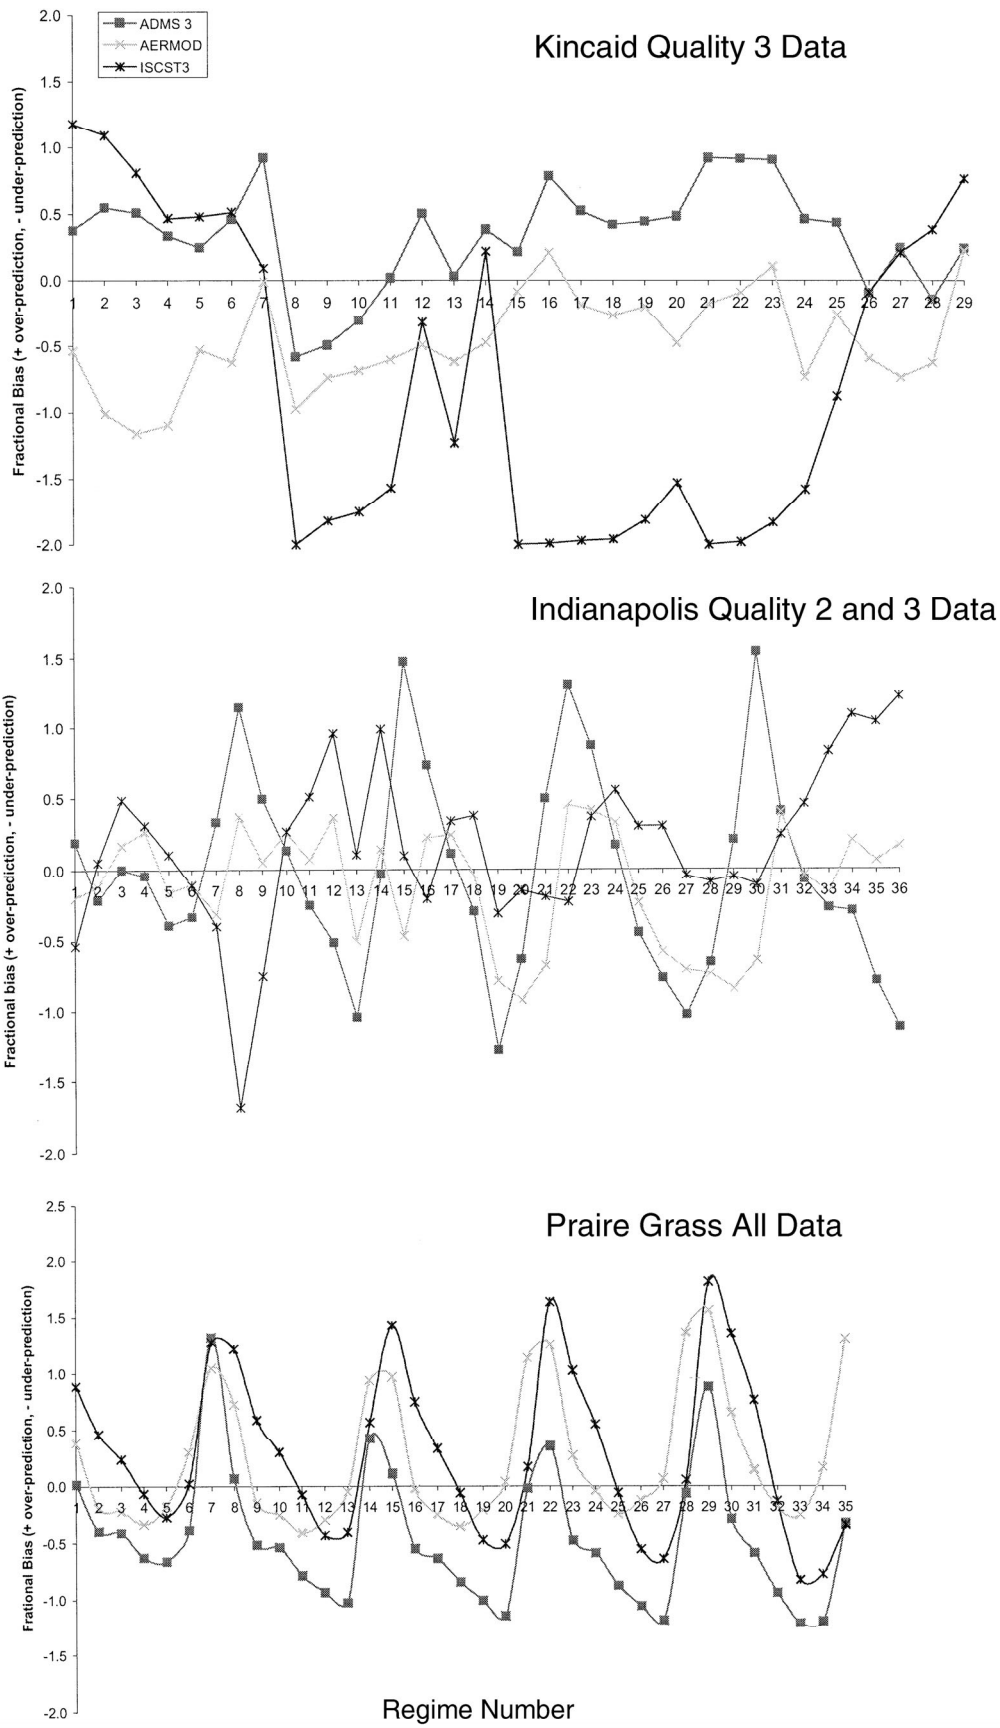 2.0
ADMS 3
AERMOD
ISCST3
Kincaid Quality 3 Data
1.5
1.0
0.5
0.0
1 2 3 4 5 6 7 8 9 10 11 12 13 14 15 16 17 18 19 20 21 22 23 24 25 26 27 28 29
-0.5
-1.0
-1.5
-2.0
Fractional Bias (+ over-prediction, - under-prediction)
2.0
Indianapolis Quality 2 and 3 Data
1.5
1.0
0.5
0.0
1 2 3 4 5 6 7 8 9 10 11 12 13 14 15 16 17 18 19 20 21 22 23 24 25 26 27 28 29 30 31 32 33 34 35 36
-0.5
-1.0
-1.5
-2.0
Fractional bias (+ over-prediction, - under-prediction)
2.5
Praire Grass All Data
2.0
1.5
1.0
0.5
0.0
1 2 3 4 5 6 7 8 9 10 11 12 13 14 15 16 17 18 19 20 21 22 23 24 25 26 27 28 29 30 31 32 33 34 35
-0.5
-1.0
-1.5
-2.0
Frational Bias (+ over-prediction, - under-prediction)
Regime Number